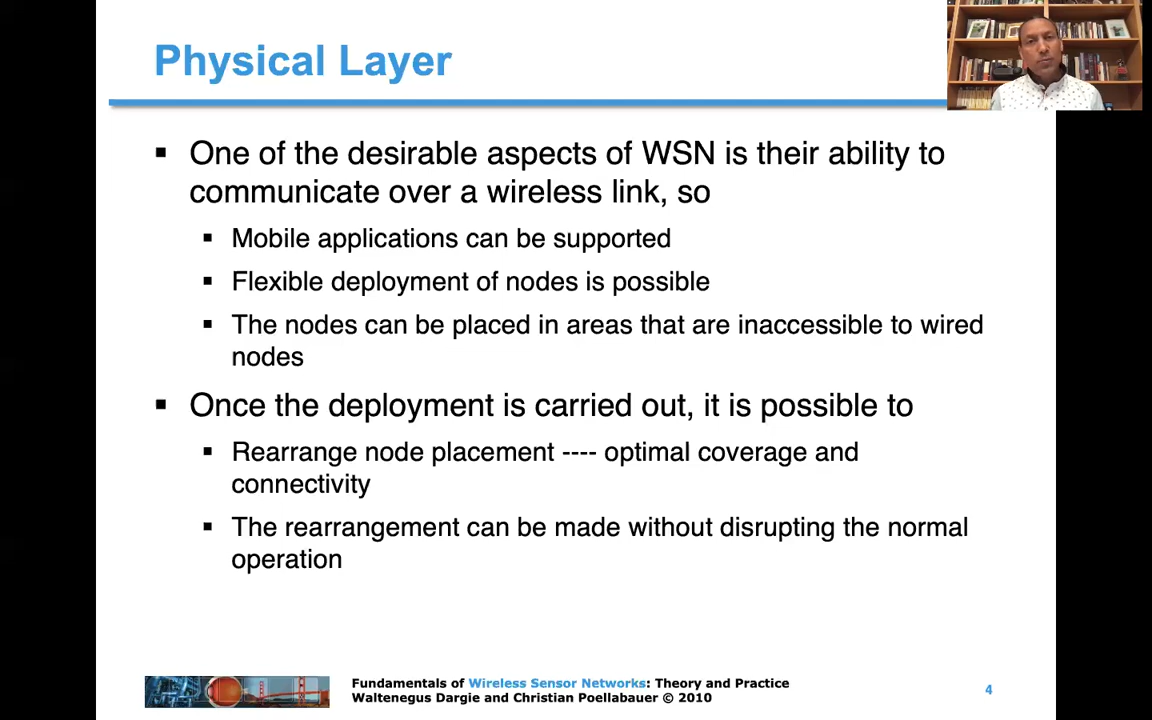 Physical Layer
▪ One of the desirable aspects of WSN is their ability to
communicate over a wireless link, so
▪ Mobile applications can be supported
▪ Flexible deployment of nodes is possible
▪ The nodes can be placed in areas that are inaccessible to wired
nodes
▪ Once the deployment is carried out, it is possible to
▪ Rearrange node placement ---- optimal coverage and
connectivity
▪ The rearrangement can be made without disrupting the normal
operation
Fundamentals of Wireless Sensor Networks: Theory and Practice
Waltenegus Dargie and Christian Poellabauer © 2010
4